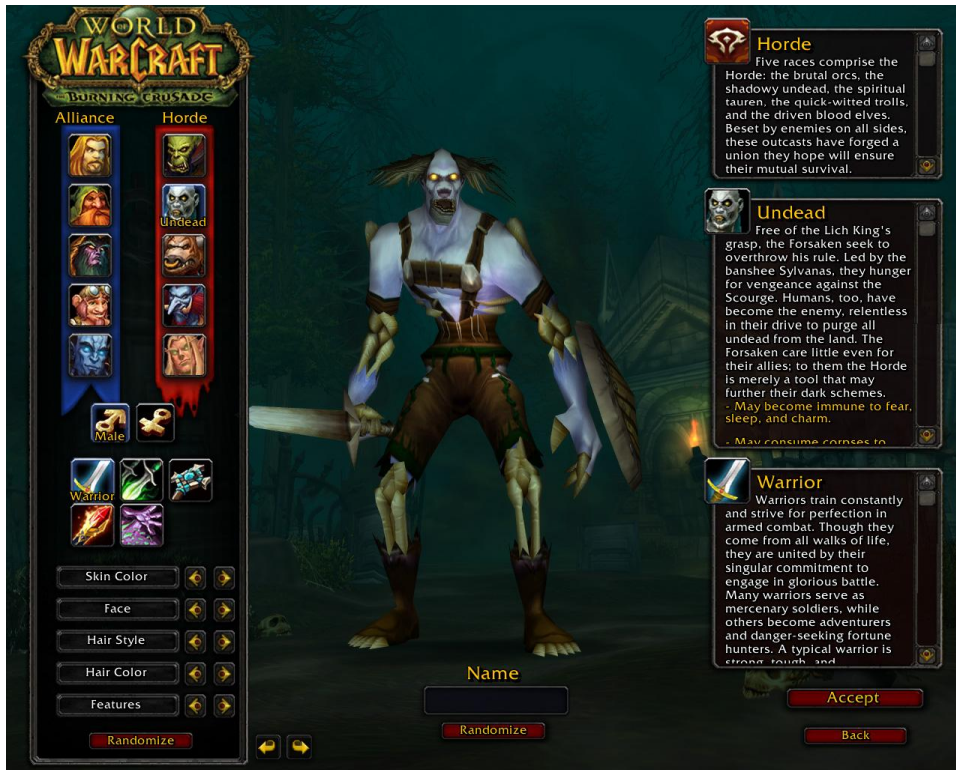 WORLD
OF
WARCRAFT
THE BURNING CRUSADE
Alliance
Horde
Undead
Male
Warrior
Skin Color
Face
Hair Style
Hair Color
Features
Randomize
Name
Randomize
Horde
Five races comprise the
Horde: the brutal orcs, the
shadowy undead, the spiritual
tauren, the quick-witted trolls,
and the driven blood elves.
Beset by enemies on all sides,
these outcasts have forged a
union they hope will ensure
their mutual survival.
Undead
Free of the Lich King's
grasp, the Forsaken seek to
overthrow his rule. Led by the
banshee Sylvanas, they hunger
for vengeance against the
Scourge. Humans, too, have
become the enemy, relentless
in their drive to purge all
undead from the land. The
Forsaken care little even for
their allies; to them the Horde
is merely a tool that may
further their dark schemes.
- May become immune to fear,
sleep, and charm.
- May consume corpses to
Warrior
Warriors train constantly
and strive for perfection in
armed combat. Though they
come from all walks of life,
they are united by their
singular commitment to
engage in glorious battle.
Many warriors serve as
mercenary soldiers, while
others become adventurers
and danger-seeking fortune
hunters. A typical warrior is
strong, tough, and
Accept
Back